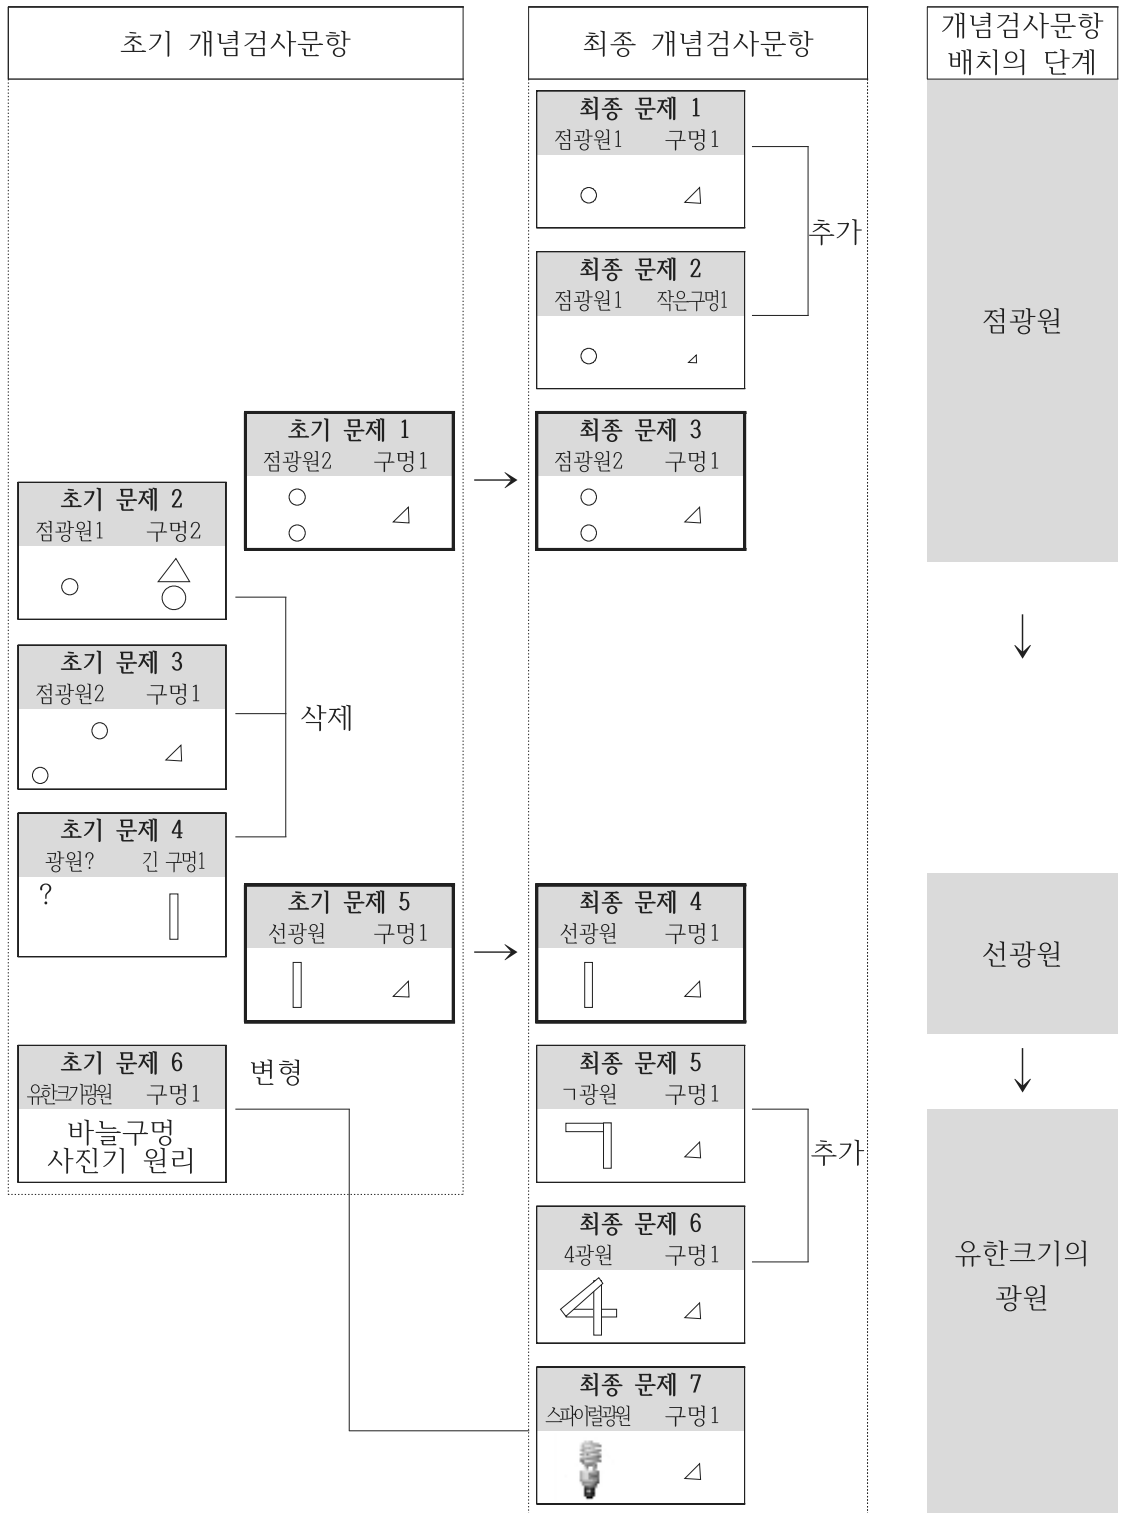 초기 개념검사문항
최종 개념검사문항
개념검사문항
배치의 단계
최종 문제 1
점광원1 구멍1
추가
최종 문제 2
점광원1 작은구멍1
점광원
초기 문제 1
점광원2 구멍1
최종 문제 3
점광원2 구멍1
초기 문제 2
점광원1 구멍2
초기 문제 3
점광원2 구멍1
삭제
초기 문제 4
광원? 긴 구멍1
?
초기 문제 5
선광원 구멍1
최종 문제 4
선광원 구멍1
선광원
초기 문제 6
유한크기광원 구멍1
바늘구멍
사진기 원리
변형
최종 문제 5
ㄱ광원 구멍1
추가
최종 문제 6
4광원 구멍1
유한크기의
광원
최종 문제 7
스파이럴광원 구멍1